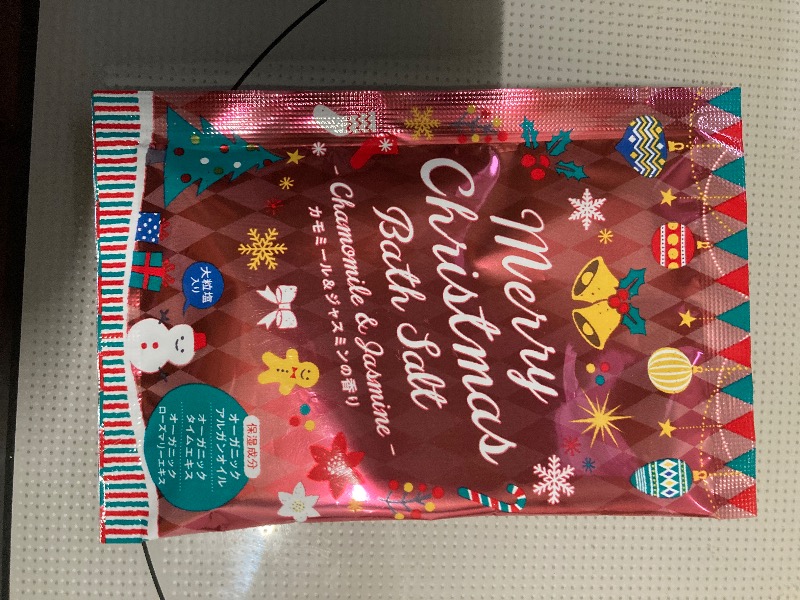 Merry
Christmas
Bath Salt
- Chamomile & Jasmine -
カモミール&ジャスミンの香り
大粒塩
入り
保湿成分
オーガニック
アルガンオイル
オーガニック
タイムエキス
オーガニック
ローズマリーエキス